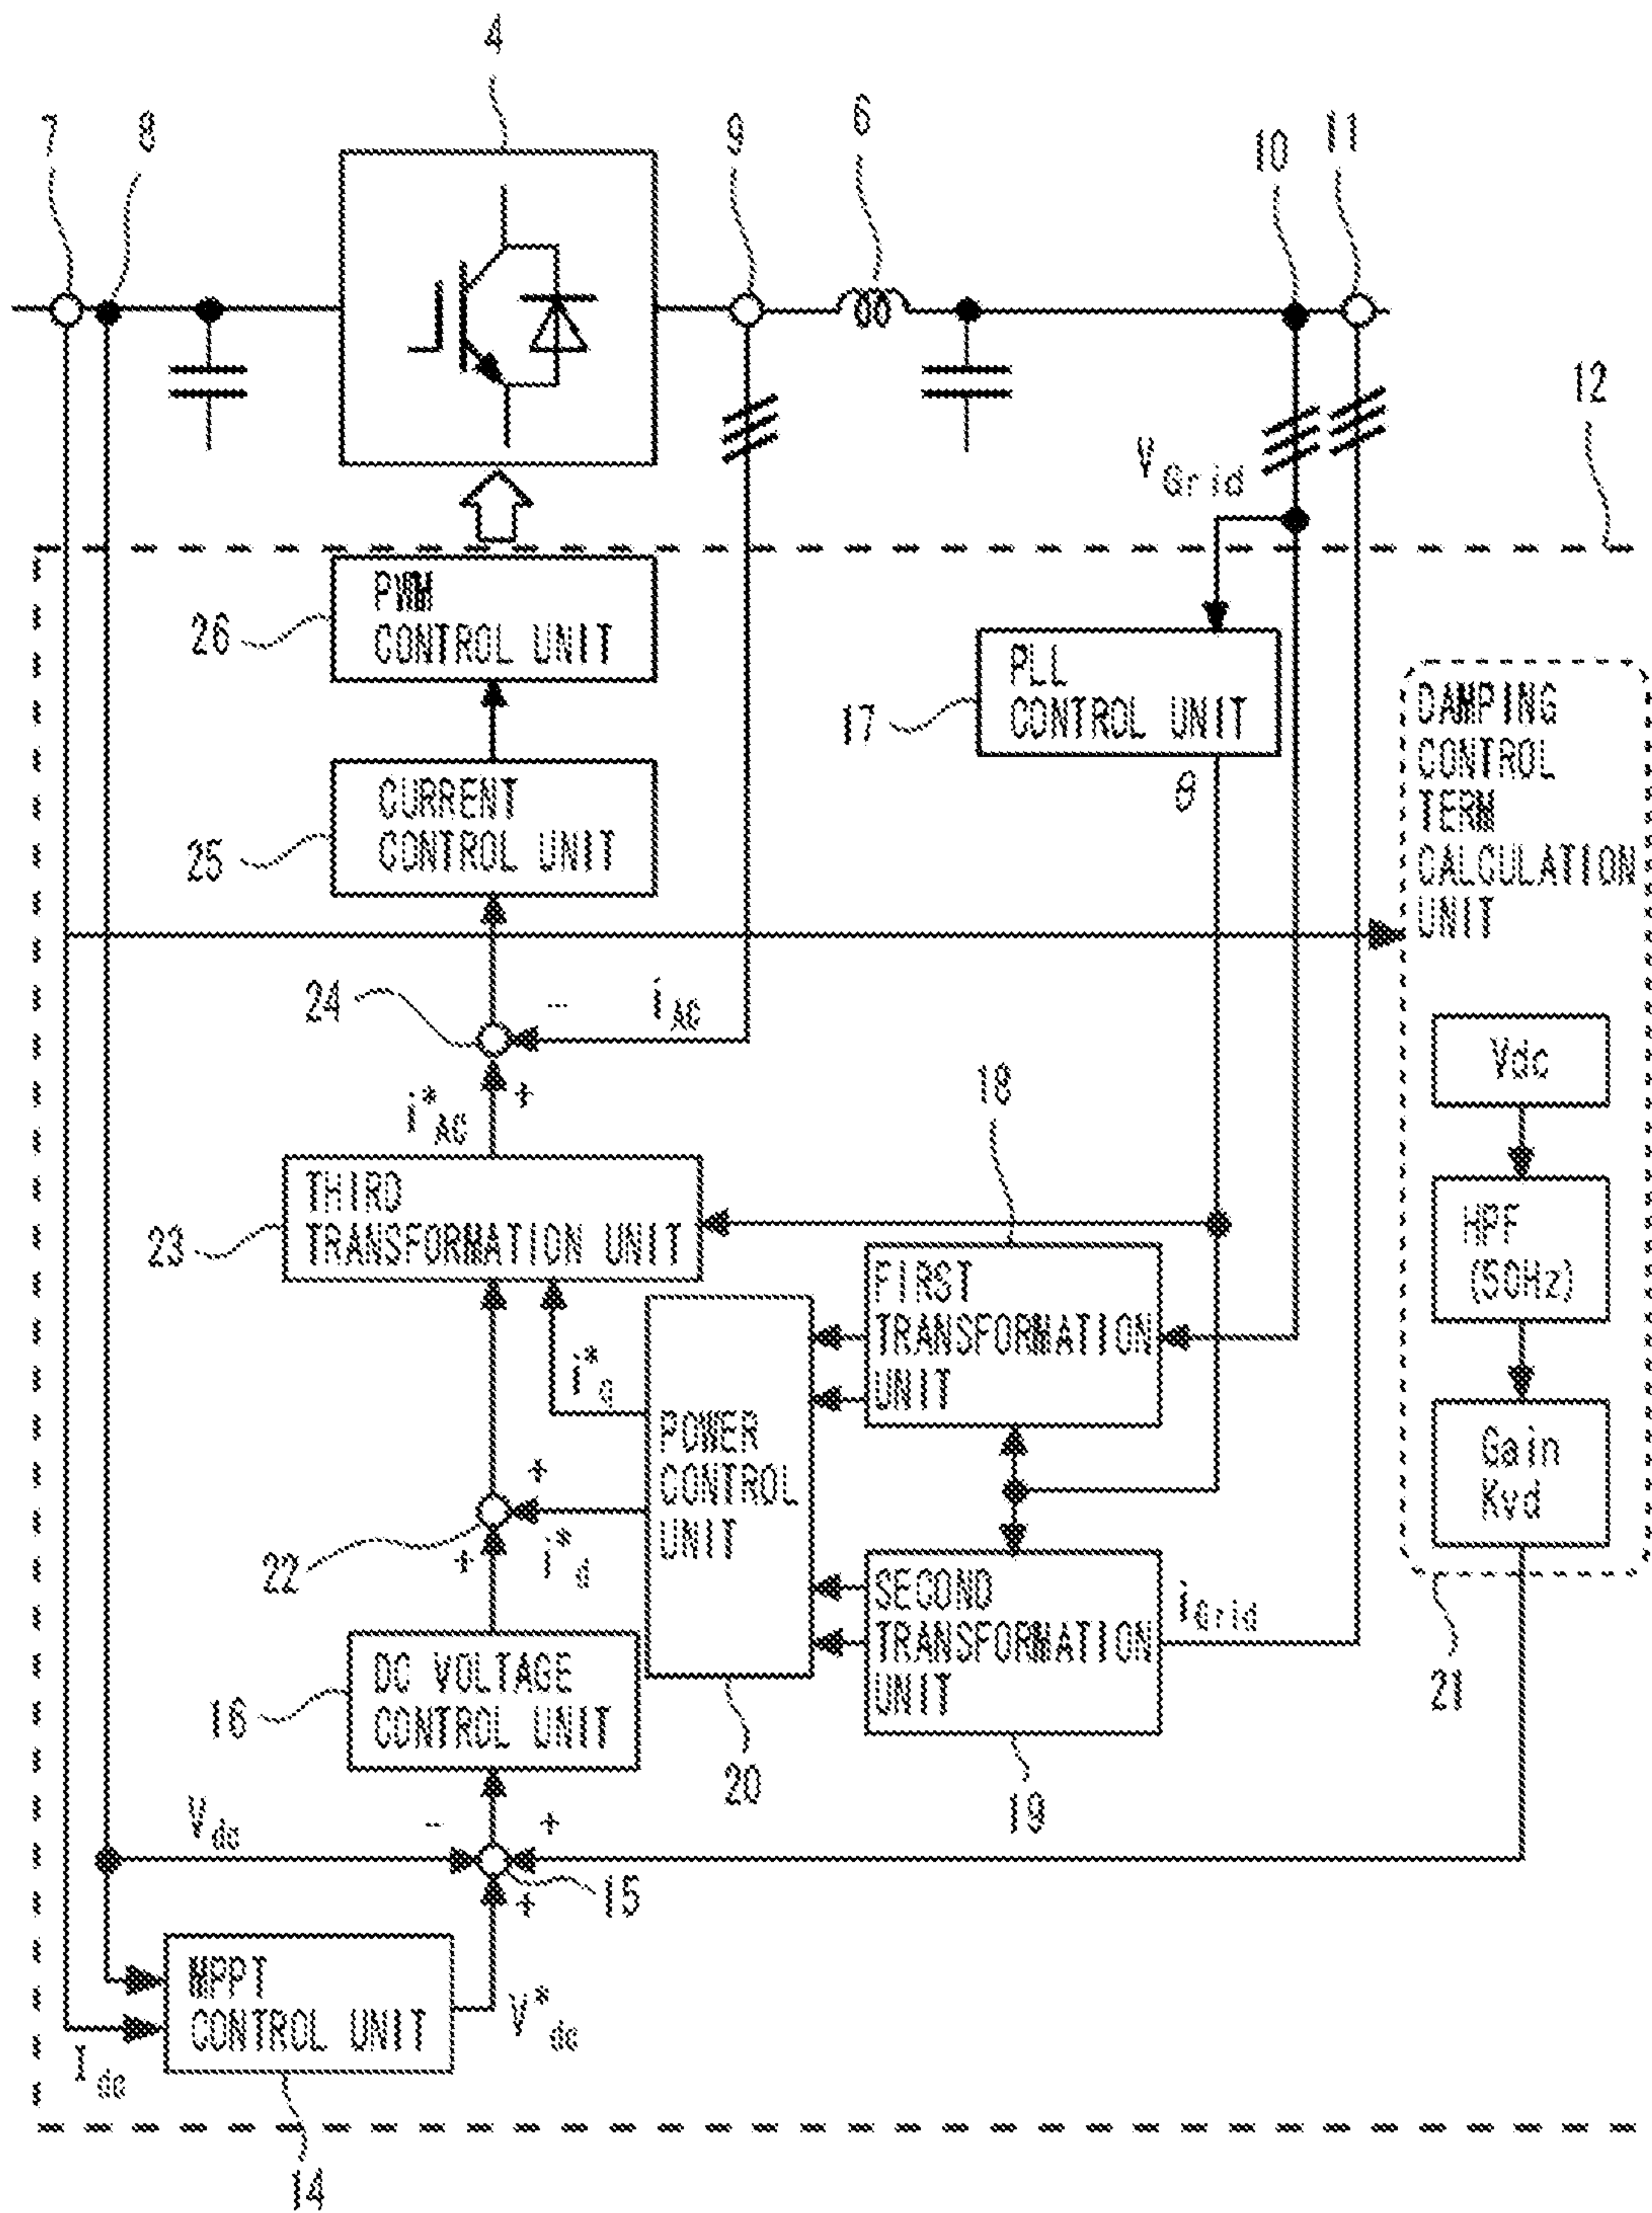 4
7
8
9
6
10
11
12
V Grid
26
PWM
CONTROL UNIT
17
PLL
CONTROL UNIT
θ
DAMPING
CONTROL
TERM
CALCULATION
UNIT
25
CURRENT
CONTROL UNIT
24
-
i AC
+
i* AC
18
Vdc
23
THIRD
TRANSFORMATION UNIT
HPF
(50Hz)
FIRST
TRANSFORMATION
UNIT
i* q
POWER
CONTROL
UNIT
Gain
Kvd
+
22
+
i* d
SECOND
TRANSFORMATION
UNIT
i Grid
21
16
DC VOLTAGE
CONTROL UNIT
20
19
V dc
-
+
15
+
MPPT
CONTROL UNIT
V* dc
I dc
14